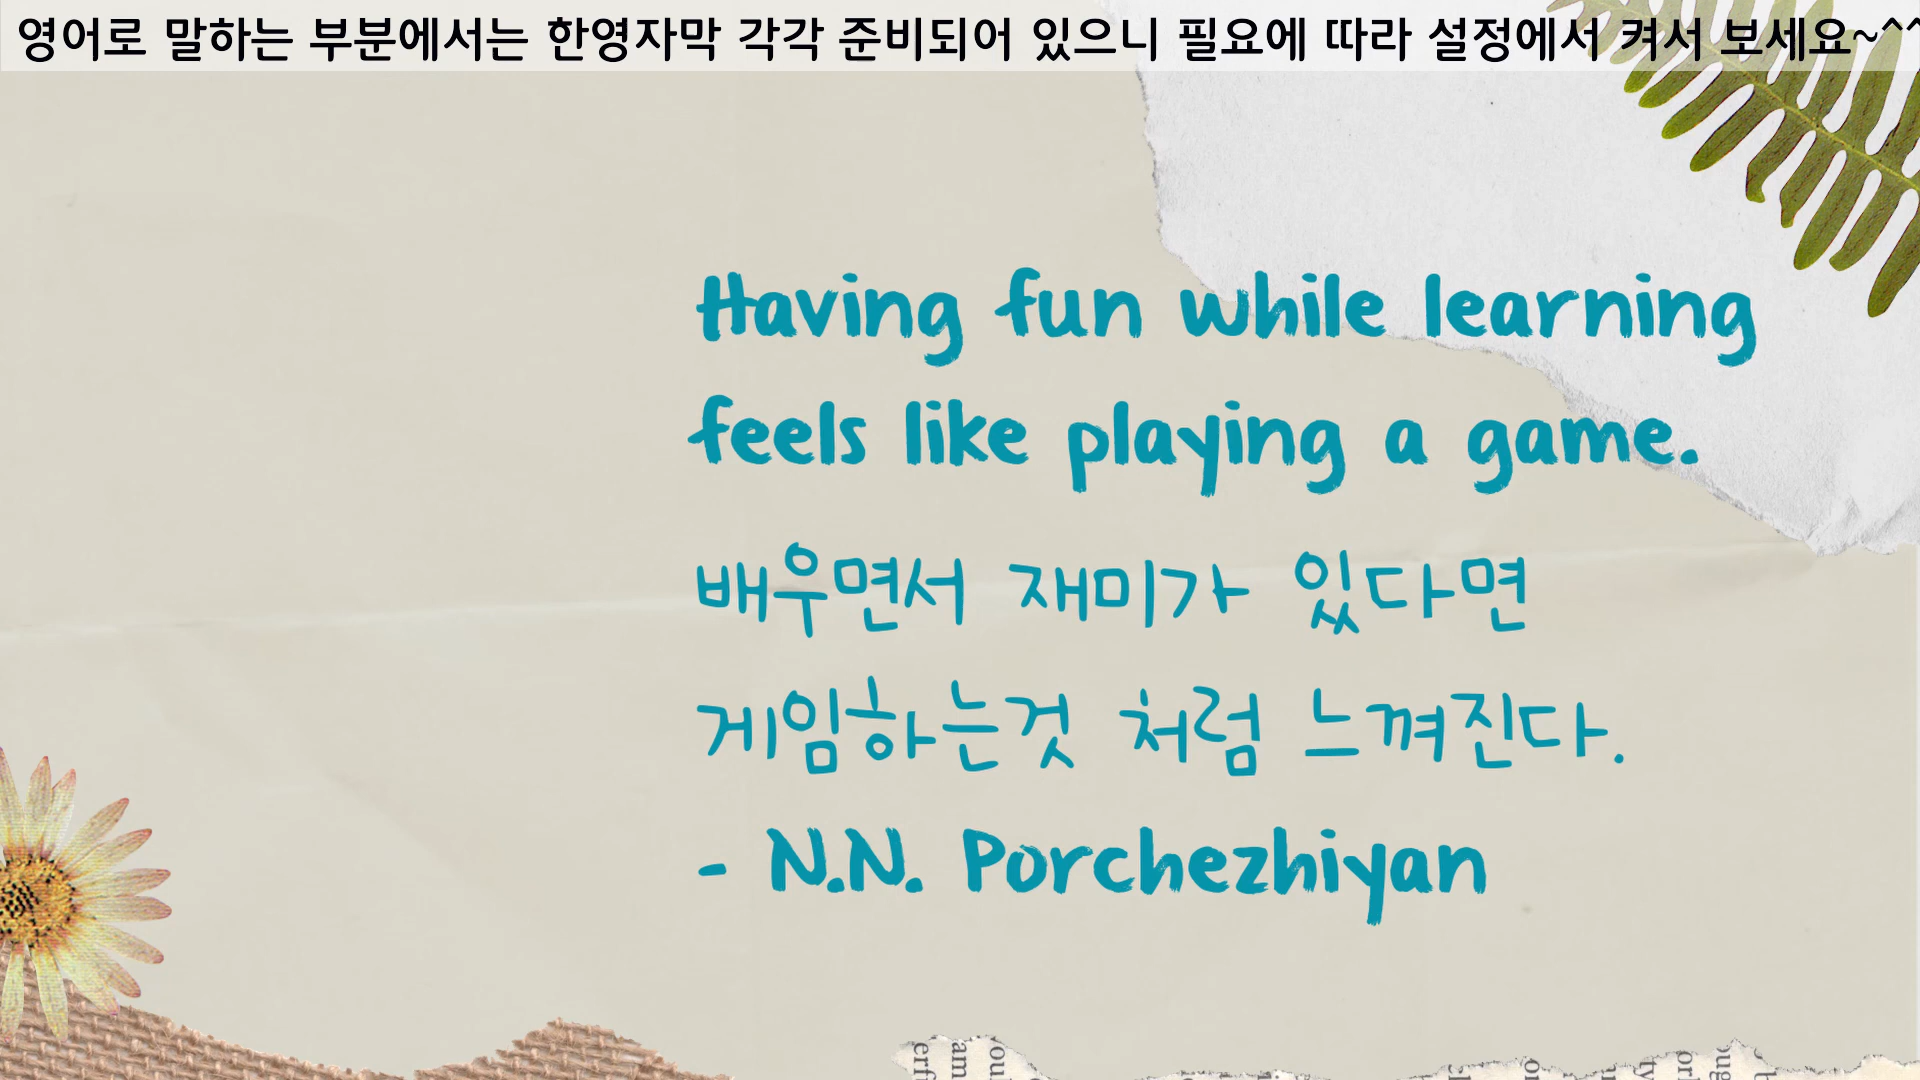 영어로 말하는 부분에서는 한영자막 각각 준비되어 있으니 필요에 따라 설정에서 켜서 보세요~^^
Having fun while learning
feels like playing a game.
배우면서 재미가 있다면
게임하는것 처럼 느껴진다.
- N.N. Porchezhiyan